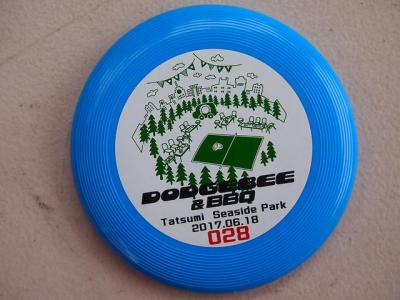 DODGEBEE
& BBQ
Tatsumi Seaside Park
2017.06.18
028